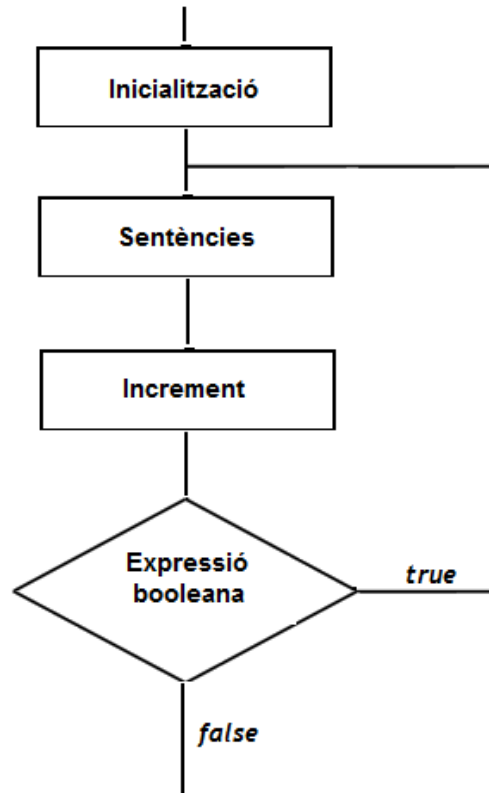 Inicialització
Sentències
Increment
Expressió
booleana
true
false